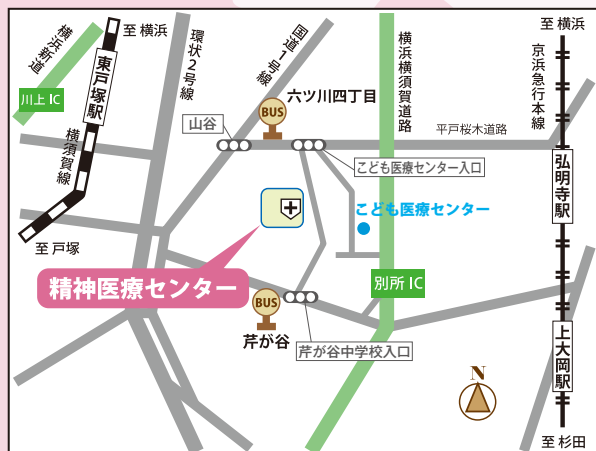 至 横浜
横浜新道
東戸塚駅
川上 IC
横須賀線
至 戸塚
環状2号線
国道1号線
BUS
六ツ川四丁目
山谷
横浜横須賀道路
平戸桜木道路
こども医療センター入口
こども医療センター
至 横浜
京浜急行本線
弘明寺駅
精神医療センター
別所 IC
BUS
芹が谷
芹が谷中学校入口
上大岡駅
N
至 杉田